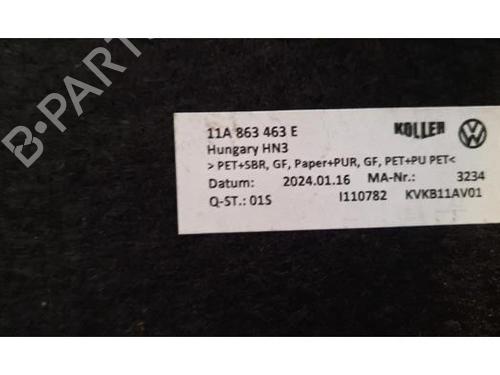 B-PARTS
11A 863 463 E KOLLER
Hungary HN3
> PET+SBR, GF, Paper+PUR, GF, PET+PU PET<
Datum: 2024.01.16 MA-Nr.: 3234
Q-ST.: 01S I110782 KVKB11AV01